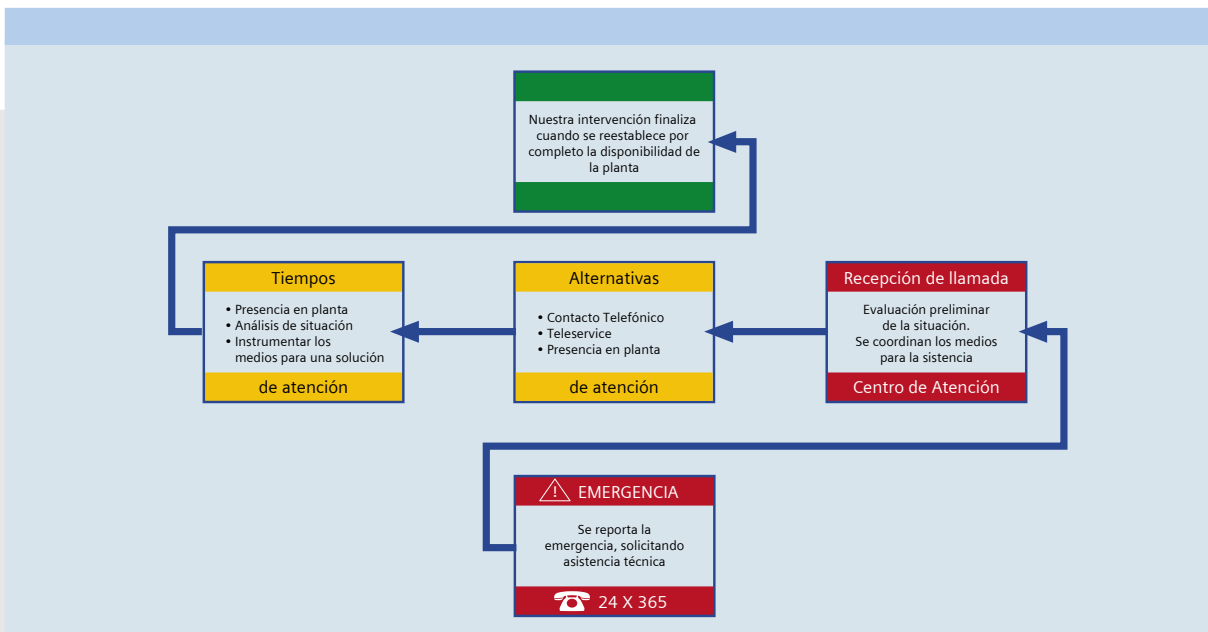 Nuestra intervención finaliza
cuando se reestablece por
completo la disponibilidad de
la planta
Tiempos
• Presencia en planta
• Análisis de situación
• Instrumentar los
medios para una solución
de atención
Alternativas
• Contacto Telefónico
• Teleservice
• Presencia en planta
de atención
Recepción de llamada
Evaluación preliminar
de la situación.
Se coordinan los medios
para la sistencia
Centro de Atención
! EMERGENCIA
Se reporta la
emergencia, solicitando
asistencia técnica
24 X 365